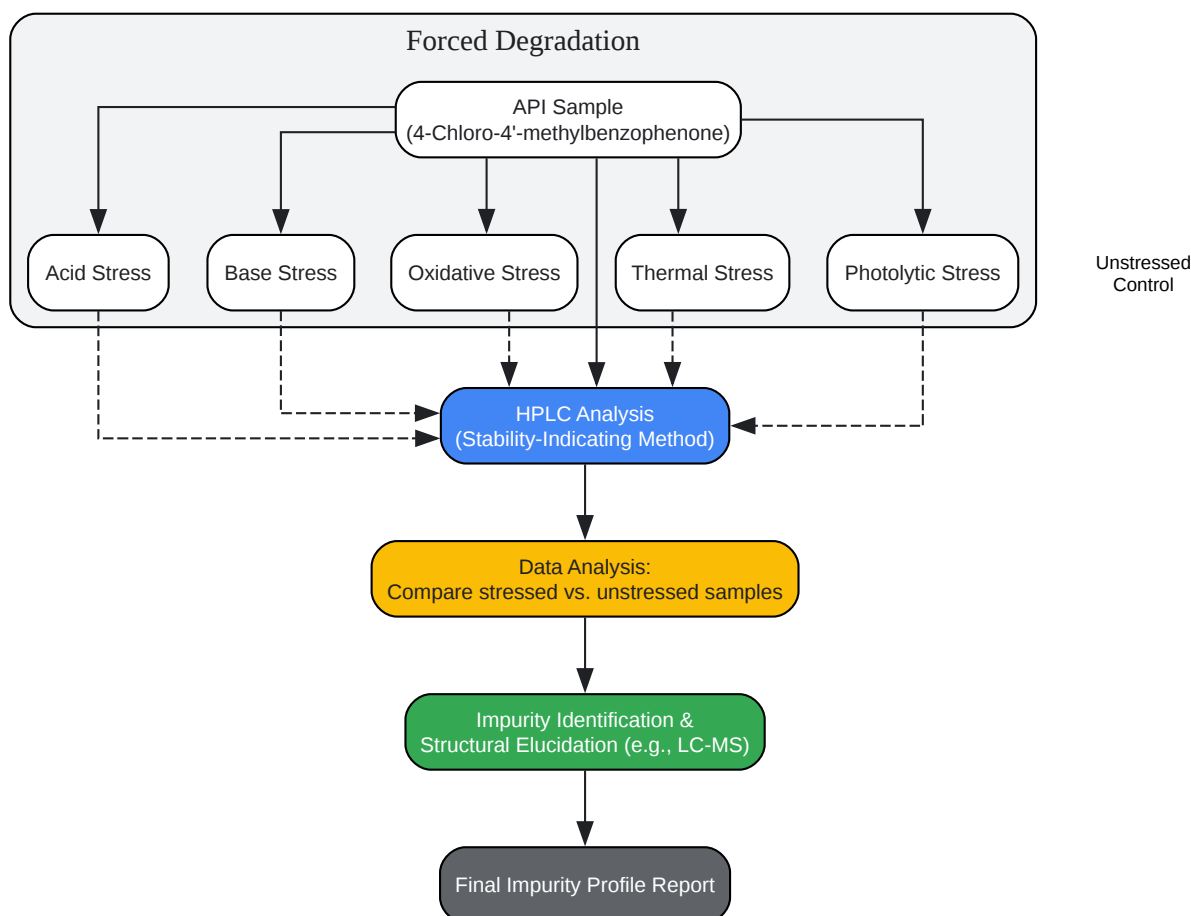 Forced Degradation
API Sample
(4-Chloro-4'-methylbenzophenone)
Acid Stress
Base Stress
Oxidative Stress
Thermal Stress
Photolytic Stress
Unstressed
Control
HPLC Analysis
(Stability-Indicating Method)
Data Analysis:
Compare stressed vs. unstressed samples
Impurity Identification &
Structural Elucidation (e.g., LC-MS)
Final Impurity Profile Report